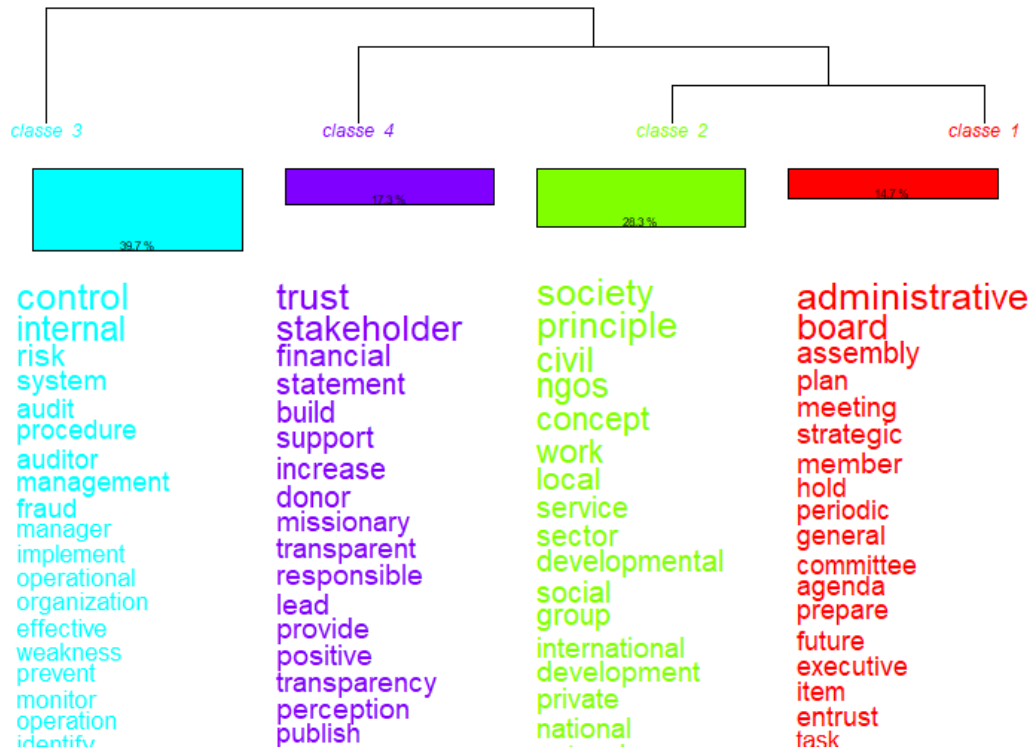 classe 3
classe 4
classe 2
classe 1
39.7 %
17.3 %
28.3 %
14.7 %
control
internal
risk
system
audit
procedure
auditor
management
fraud
manager
implement
operational
organization
effective
weakness
prevent
monitor
operation
identify
trust
stakeholder
financial
statement
build
support
increase
donor
missionary
transparent
responsible
lead
provide
positive
transparency
perception
publish
society
principle
civil
ngos
concept
work
local
service
sector
developmental
social
group
international
development
private
national
administrative
board
assembly
plan
meeting
strategic
member
hold
periodic
general
committee
agenda
prepare
future
executive
item
entrust
task